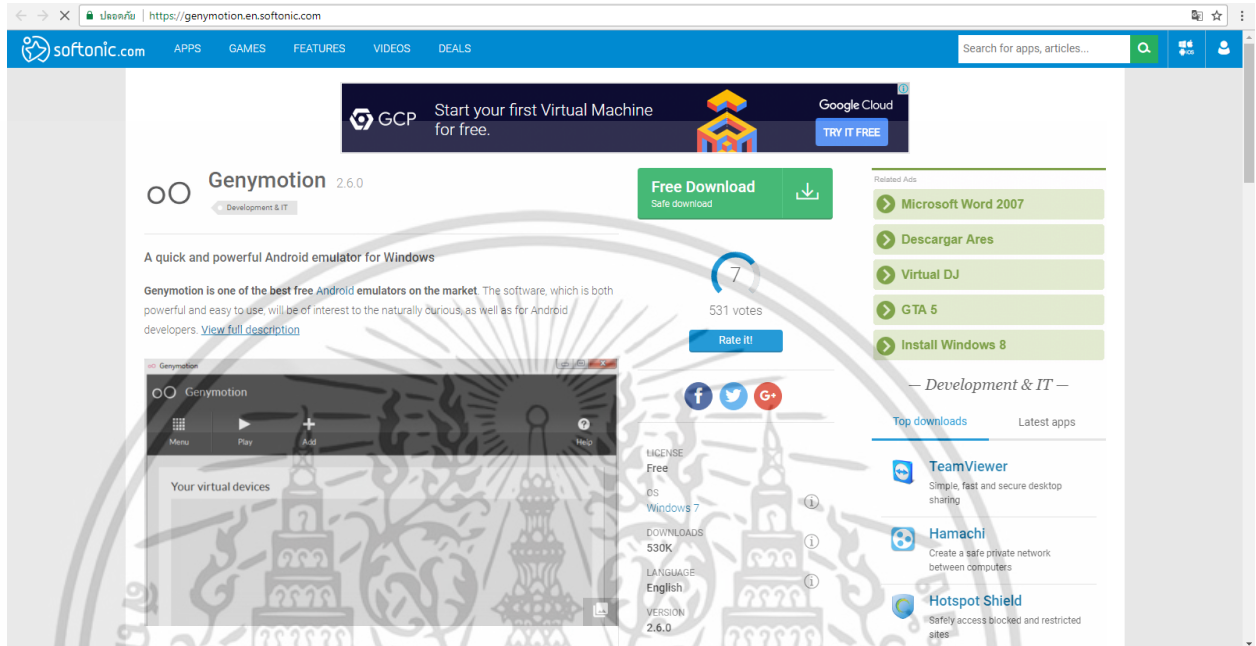 ปลอดภัย https://genymotion.en.softonic.com
softonic.com APPS GAMES FEATURES VIDEOS DEALS Search for apps, articles...
GCP Start your first Virtual Machine
for free.
Google Cloud
TRY IT FREE
Genymotion 2.6.0
Development & IT
Free Download
Safe download
A quick and powerful Android emulator for Windows
Genymotion is one of the best free Android emulators on the market. The software, which is both
powerful and easy to use, will be of interest to the naturally curious, as well as for Android
developers. View full description
7
531 votes
Rate it!
Genymotion
Genymotion
Menu Play Add Help
Your virtual devices
G+
LICENSE
Free
OS
Windows 7
DOWNLOADS
530K
LANGUAGE
English
VERSION
2.6.0
Related Ads
Microsoft Word 2007
Descargar Ares
Virtual DJ
GTA 5
Install Windows 8
— Development & IT —
Top downloads Latest apps
TeamViewer
Simple, fast and secure desktop
sharing
Hamachi
Create a safe private network
between computers
Hotspot Shield
Safely access blocked and restricted
sites